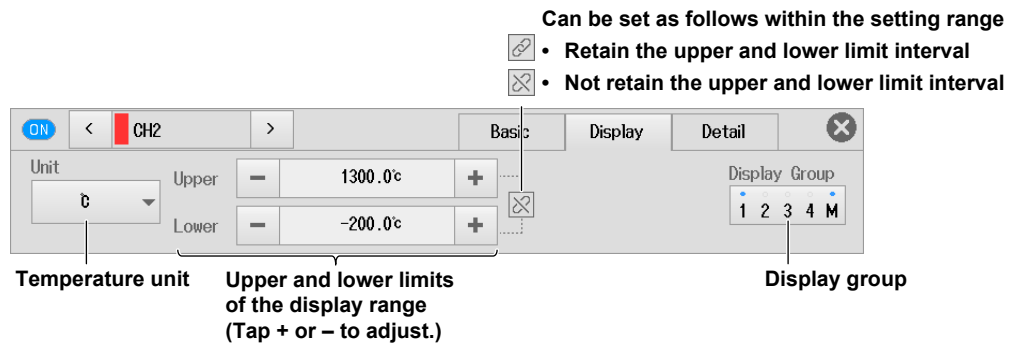 Can be set as follows within the setting range
• Retain the upper and lower limit interval
• Not retain the upper and lower limit interval
ON < CH2 > Basic Display Detail
Unit
℃
Upper − 1300.0℃ +
Lower − -200.0℃ +
Display Group
1 2 3 4 M
Temperature unit
Upper and lower limits
of the display range
(Tap + or – to adjust.)
Display group